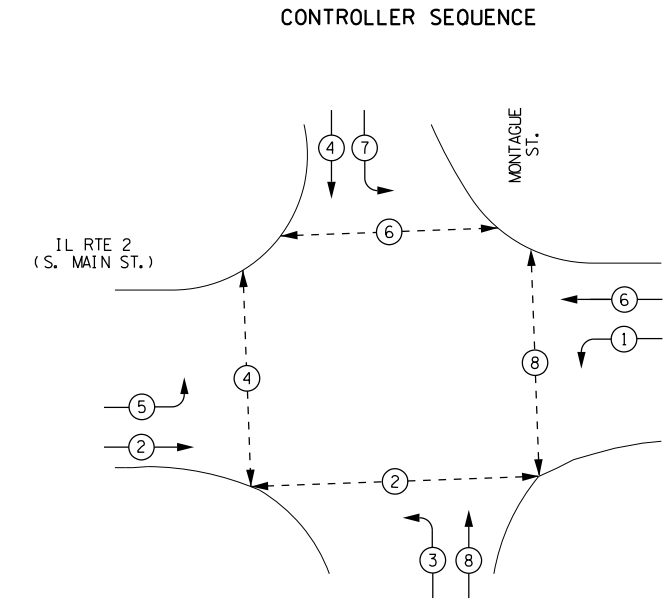 CONTROLLER SEQUENCE
MONTAGUE
ST.
4
7
6
IL RTE 2
(S. MAIN ST.)
6
1
8
4
5
2
2
3
8